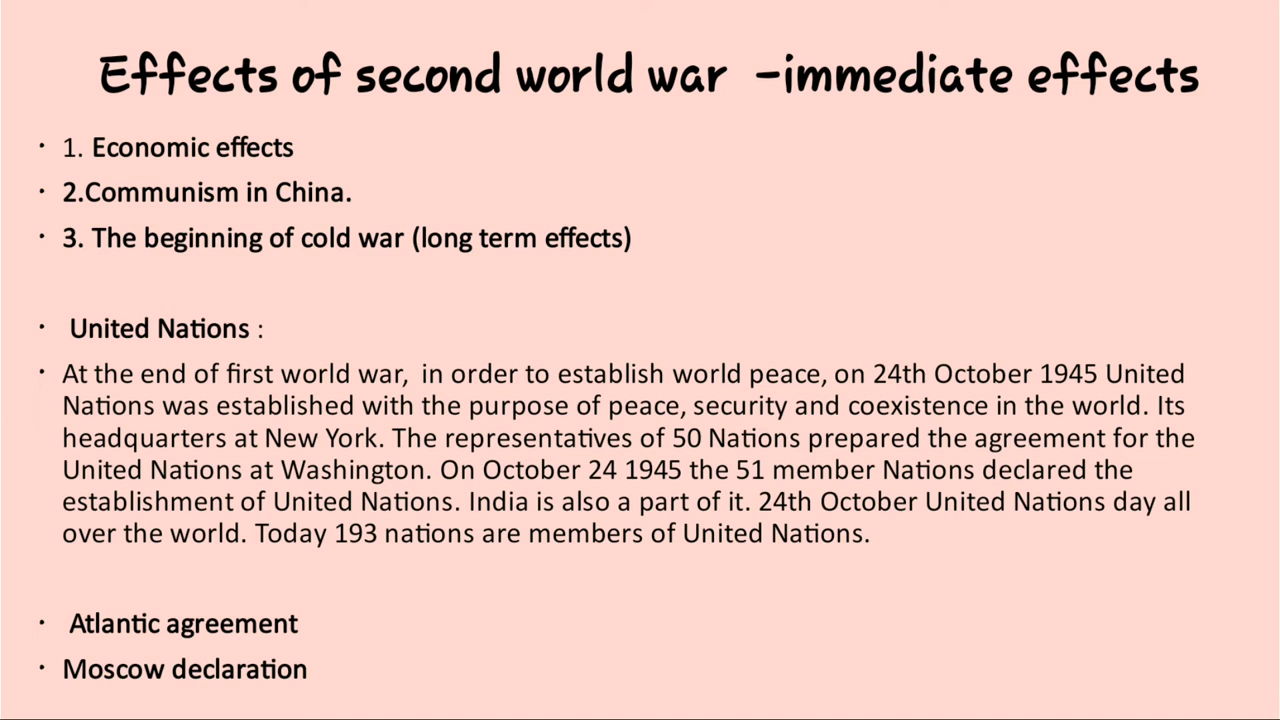 Effects of second world war -immediate effects
• 1. Economic effects
• 2.Communism in China.
• 3. The beginning of cold war (long term effects)
• United Nations :
• At the end of first world war, in order to establish world peace, on 24th October 1945 United
Nations was established with the purpose of peace, security and coexistence in the world. Its
headquarters at New York. The representatives of 50 Nations prepared the agreement for the
United Nations at Washington. On October 24 1945 the 51 member Nations declared the
establishment of United Nations. India is also a part of it. 24th October United Nations day all
over the world. Today 193 nations are members of United Nations.
• Atlantic agreement
• Moscow declaration